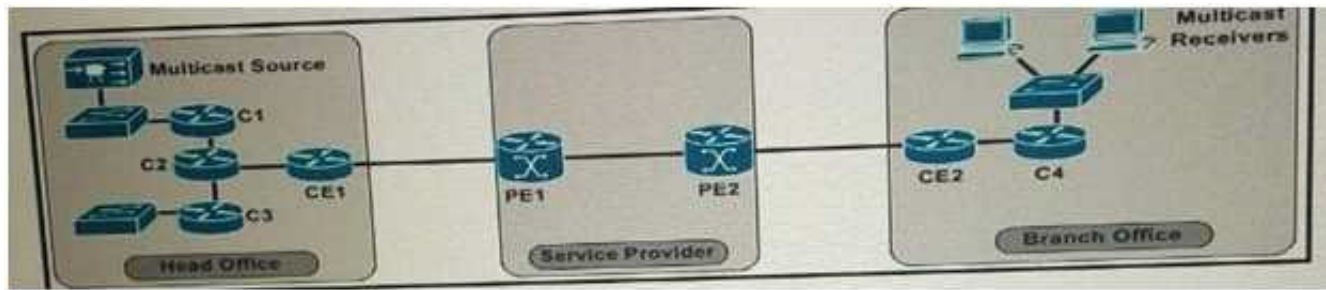 Multicast Source
C1
C2
CE1
C3
Head Office
PE1
PE2
Service Provider
Multicast
Receivers
CE2
C4
Branch Office